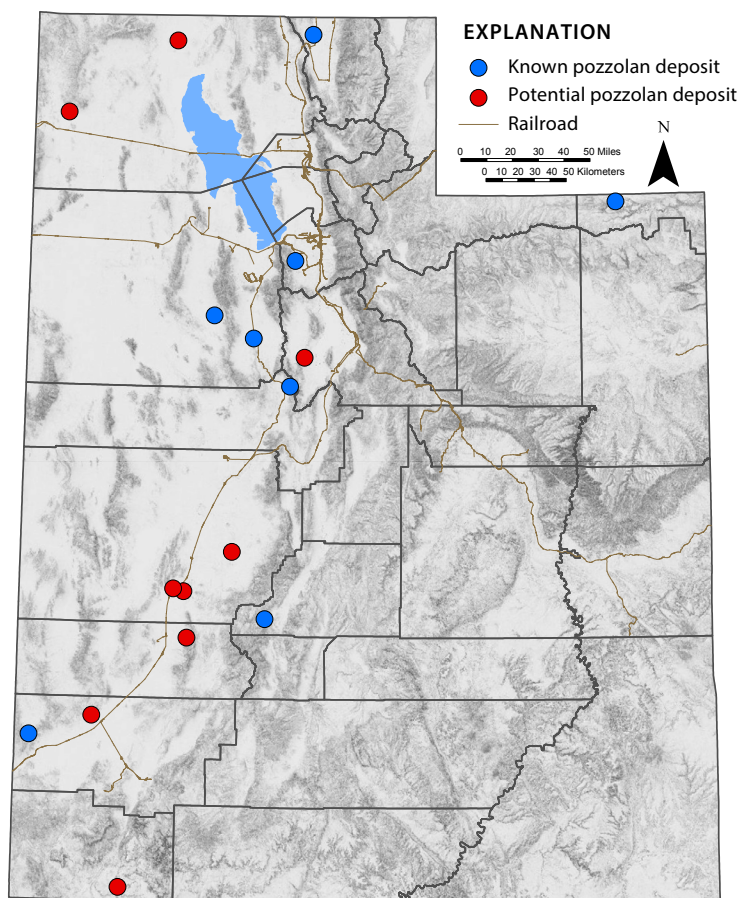 EXPLANATION
Known pozzolan deposit
Potential pozzolan deposit
Railroad
N
0 10 20 30 40 50 Miles
0 10 20 30 40 50 Kilometers